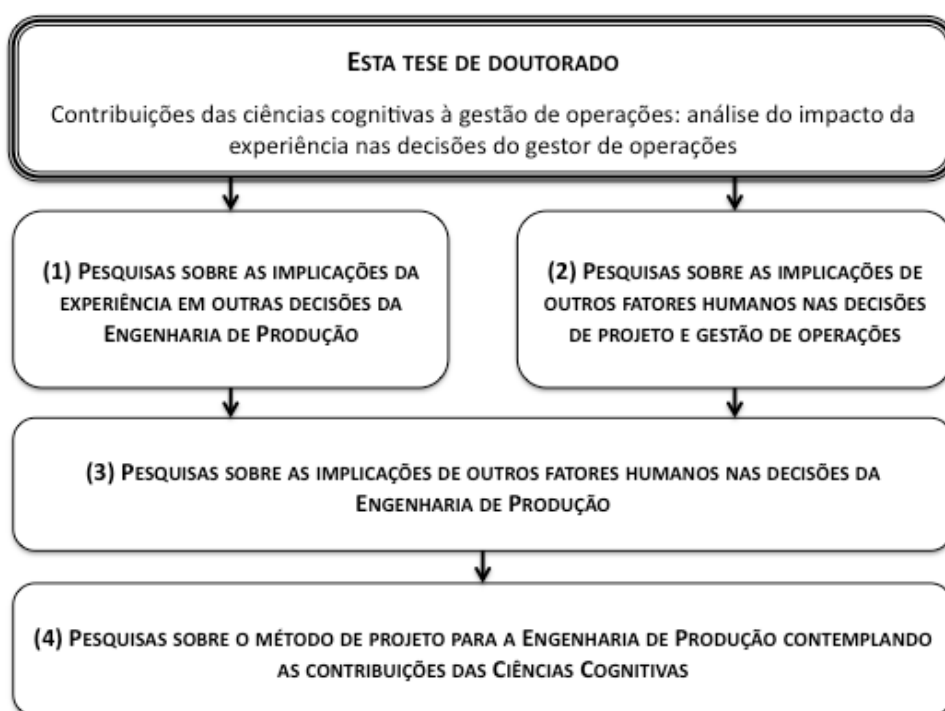 ESTA TESE DE DOUTORADO
Contribuições das ciências cognitivas à gestão de operações: análise do impacto da
experiência nas decisões do gestor de operações
(1) PESQUISAS SOBRE AS IMPLICAÇÕES DA
EXPERIÊNCIA EM OUTRAS DECISÕES DA
ENGENHARIA DE PRODUÇÃO
(2) PESQUISAS SOBRE AS IMPLICAÇÕES DE
OUTROS FATORES HUMANOS NAS DECISÕES
DE PROJETO E GESTÃO DE OPERAÇÕES
(3) PESQUISAS SOBRE AS IMPLICAÇÕES DE OUTROS FATORES HUMANOS NAS DECISÕES DA
ENGENHARIA DE PRODUÇÃO
(4) PESQUISAS SOBRE O MÉTODO DE PROJETO PARA A ENGENHARIA DE PRODUÇÃO CONTEMPLANDO
AS CONTRIBUIÇÕES DAS CIÊNCIAS COGNITIVAS